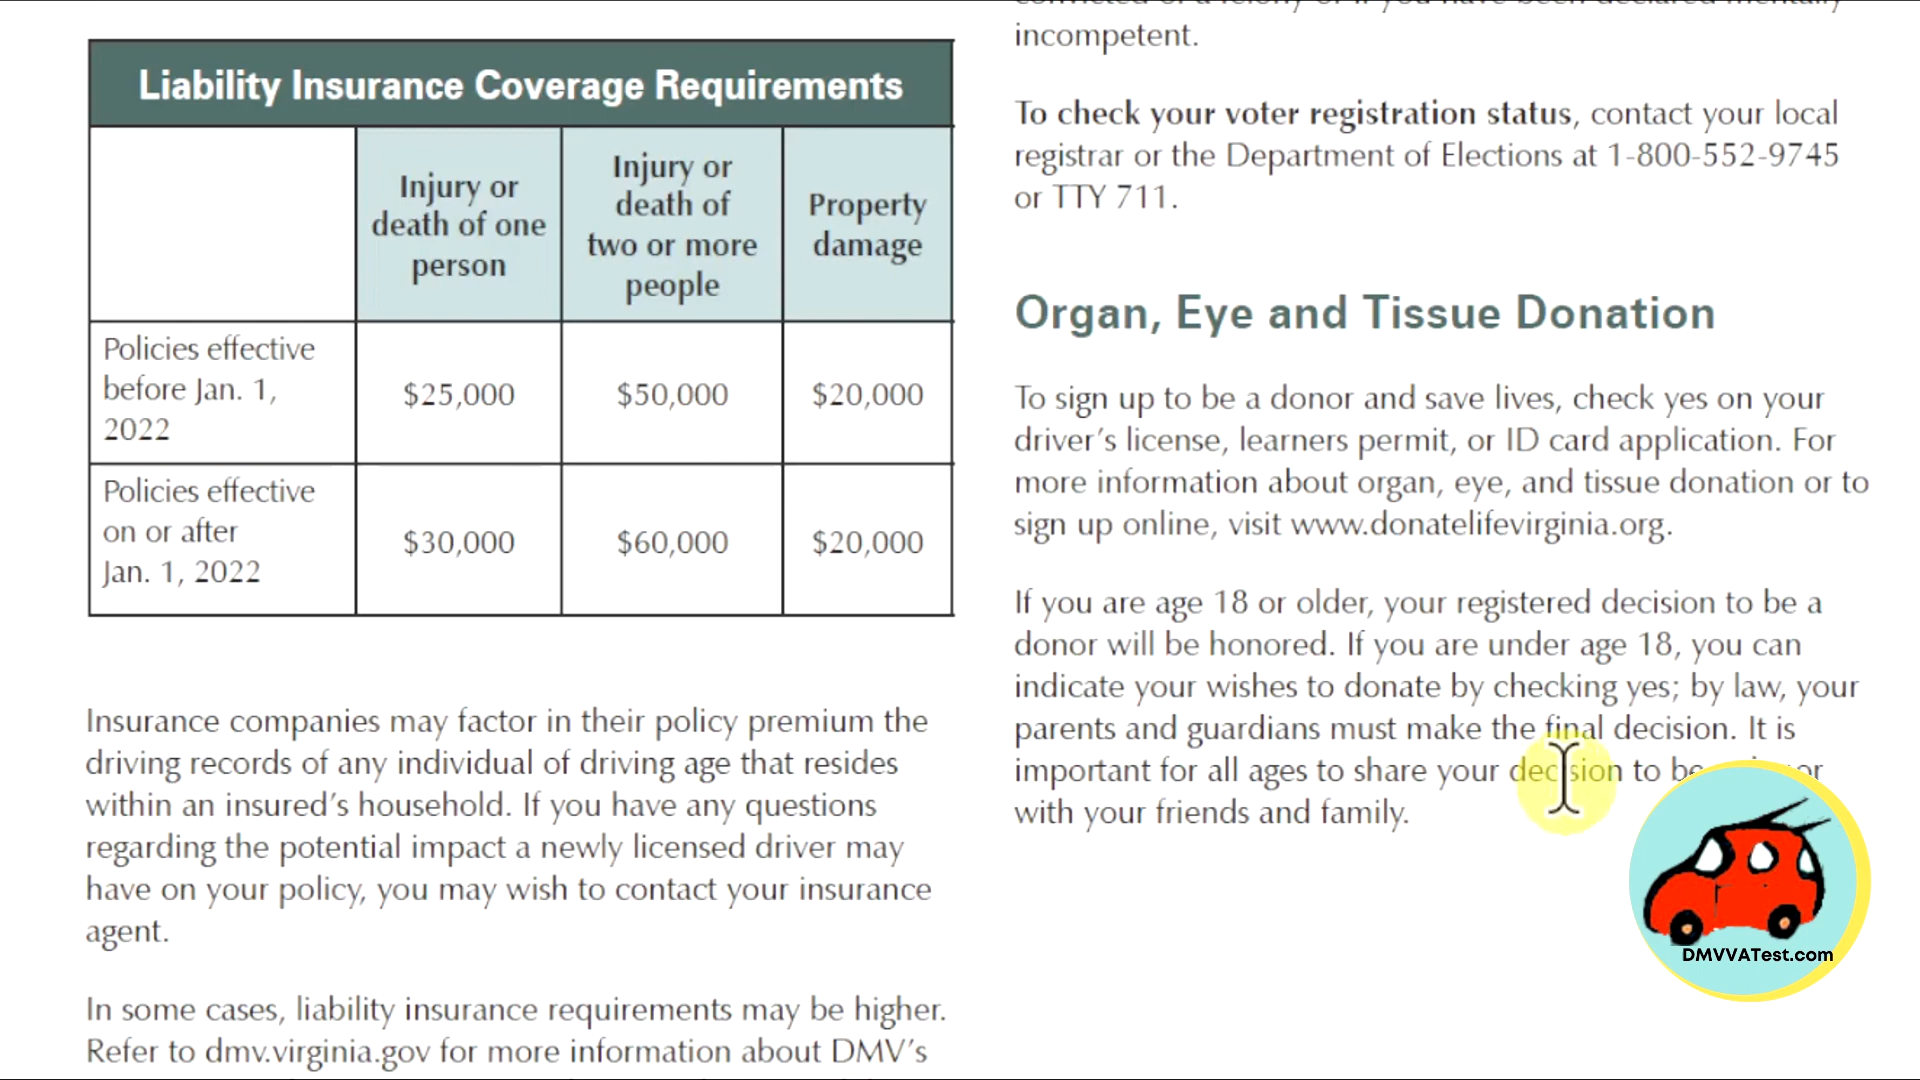 Liability Insurance Coverage Requirements
Injury or
death of one
person
Injury or
death of
two or more
people
Property
damage
Policies effective
before Jan. 1,
2022
$25,000
$50,000
$20,000
Policies effective
on or after
Jan. 1, 2022
$30,000
$60,000
$20,000
Insurance companies may factor in their policy premium the
driving records of any individual of driving age that resides
within an insured’s household. If you have any questions
regarding the potential impact a newly licensed driver may
have on your policy, you may wish to contact your insurance
agent.
In some cases, liability insurance requirements may be higher.
Refer to dmv.virginia.gov for more information about DMV’s
convicted of a felony or if you have been declared mentally
incompetent.
To check your voter registration status, contact your local
registrar or the Department of Elections at 1-800-552-9745
or TTY 711.
Organ, Eye and Tissue Donation
To sign up to be a donor and save lives, check yes on your
driver’s license, learners permit, or ID card application. For
more information about organ, eye, and tissue donation or to
sign up online, visit www.donatelifevirginia.org.
If you are age 18 or older, your registered decision to be a
donor will be honored. If you are under age 18, you can
indicate your wishes to donate by checking yes; by law, your
parents and guardians must make the final decision. It is
important for all ages to share your decision to be
with your friends and family.
DMVVATest.com